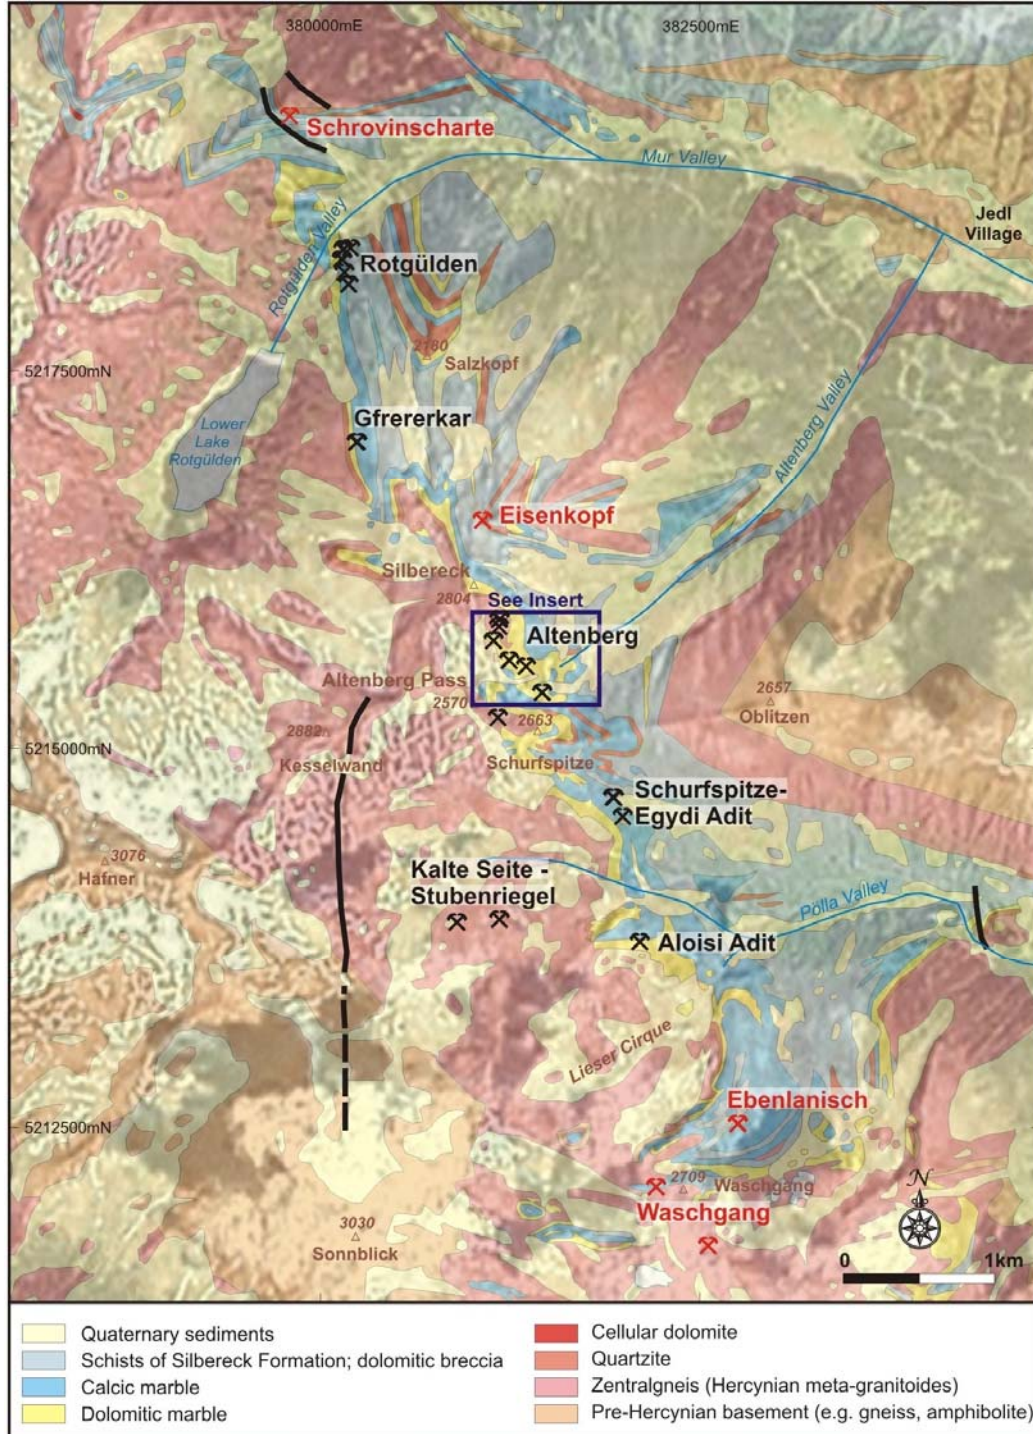 380000mE
382500mE
Schrovinscharte
Mur Valley
Jedl
Village
Rotgülden Valley
Rotgülden
2180
Salzkopf
5217500mN
Gfrererkar
Lower
Lake
Rotgülden
Altenberg Valley
Eisenkopf
Silbereck
2804
See Insert
Altenberg
Altenberg Pass
2570
2657
Oblitzen
2663
2882
5215000mN
Kesselwand
Schurfspitze
Schurfspitze-
Egydi Adit
3076
Hafner
Kalte Seite -
Stubenriegel
Pölla Valley
Aloisi Adit
Lieser Cirque
Ebenlanisch
5212500mN
2709 Waschgang
Waschgang
N
3030
Sonnblick
0 1km
Quaternary sediments
Schists of Silbereck Formation; dolomitic breccia
Calcic marble
Dolomitic marble
Cellular dolomite
Quartzite
Zentralgneis (Hercynian meta-granitoides)
Pre-Hercynian basement (e.g. gneiss, amphibolite)